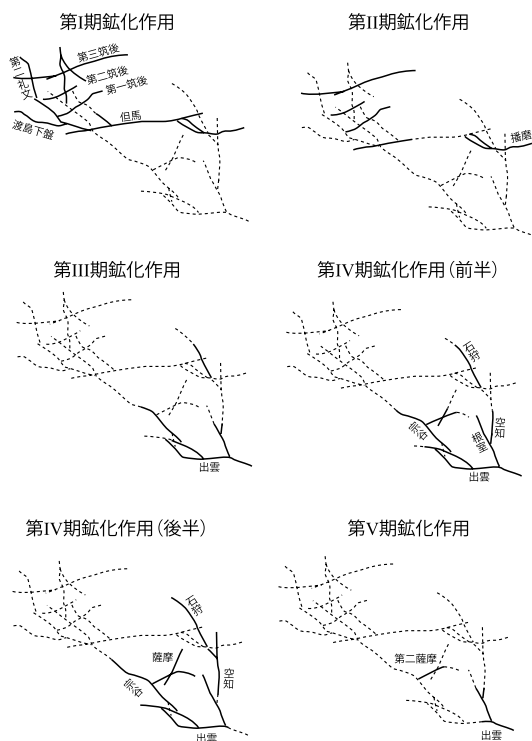 第I期鉱化作用
第三筑後
第二礼文
第二筑後
第一筑後
但馬
渡島下盤
第II期鉱化作用
播磨
第III期鉱化作用
出雲
第IV期鉱化作用（前半）
石狩
宗谷
根室
空知
出雲
第IV期鉱化作用（後半）
石狩
薩摩
宗谷
空知
出雲
第V期鉱化作用
第二薩摩
出雲